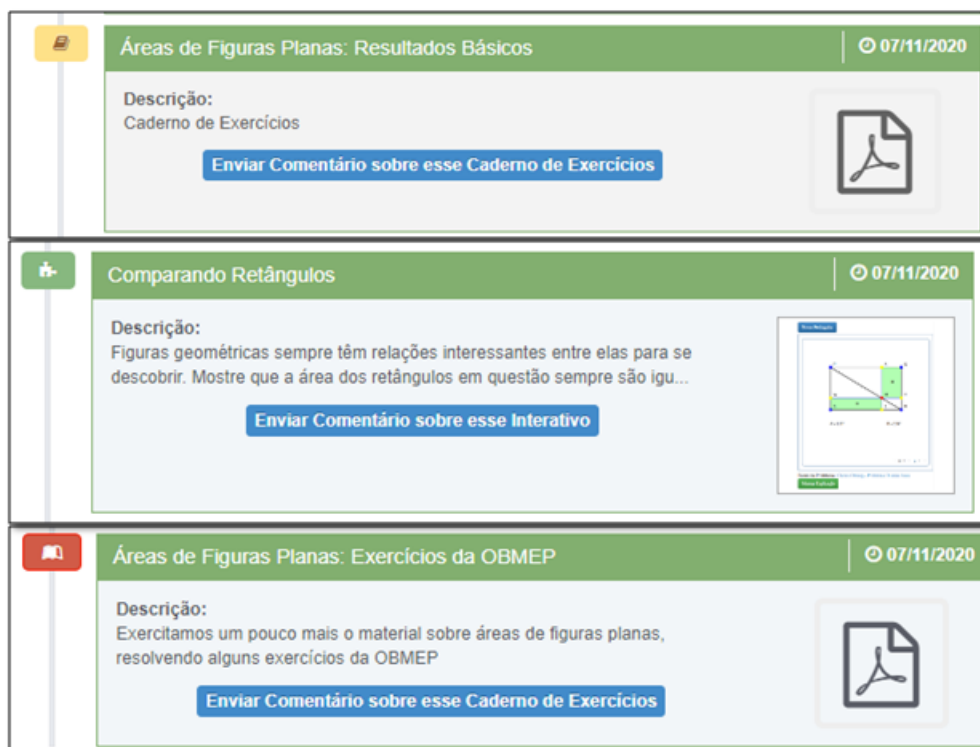 Áreas de Figuras Planas: Resultados Básicos
07/11/2020
Descrição:
Caderno de Exercícios
Enviar Comentário sobre esse Caderno de Exercícios
Comparando Retângulos
07/11/2020
Descrição:
Figuras geométricas sempre têm relações interessantes entre elas para se
descobrir. Mostre que a área dos retângulos em questão sempre são igu...
Enviar Comentário sobre esse Interativo
Áreas de Figuras Planas: Exercícios da OBMEP
07/11/2020
Descrição:
Exercitamos um pouco mais o material sobre áreas de figuras planas,
resolvendo alguns exercícios da OBMEP
Enviar Comentário sobre esse Caderno de Exercícios